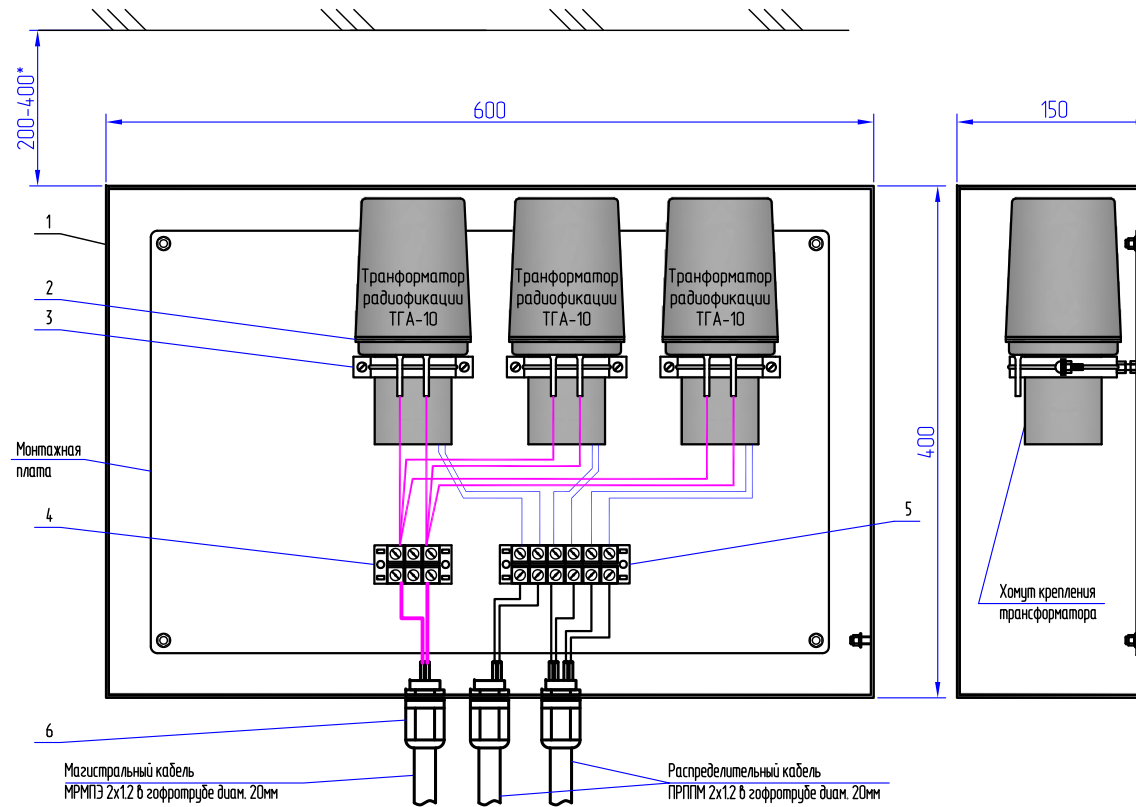 200-400*
600
150
1
2
3
Транформатор
радиофикации
ТГА-10
Транформатор
радиофикации
ТГА-10
Транформатор
радиофикации
ТГА-10
400
Монтажная
плата
4
5
Хомут крепления
трансформатора
6
Магистральный кабель
МРМПЭ 2х1.2 в гофротрубе диам. 20мм
Распределительный кабель
ПРППМ 2х1.2 в гофротрубе диам. 20мм